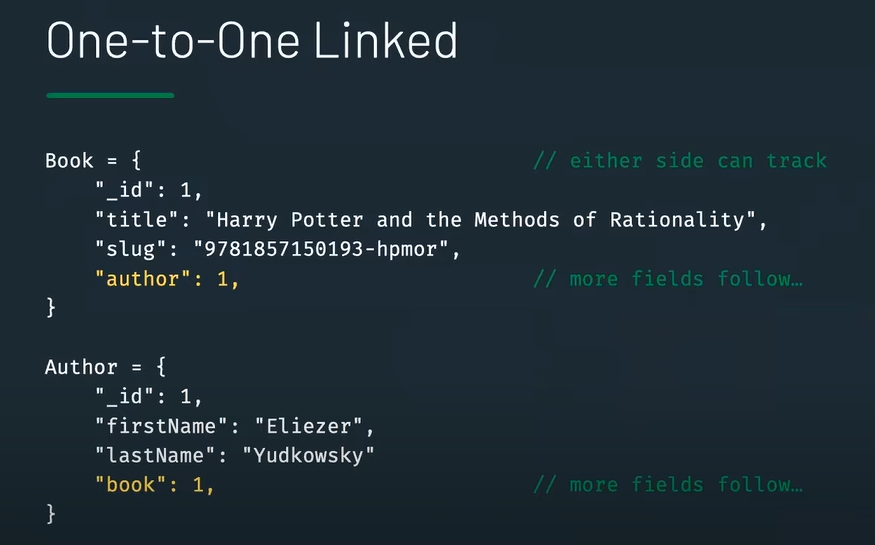 One-to-One Linked
Book = { // either side can track
"_id": 1,
"title": "Harry Potter and the Methods of Rationality",
"slug": "9781857150193-hpmor",
"author": 1, // more fields follow…
}
Author = {
"_id": 1,
"firstName": "Eliezer",
"lastName": "Yudkowsky"
"book": 1, // more fields follow…
}